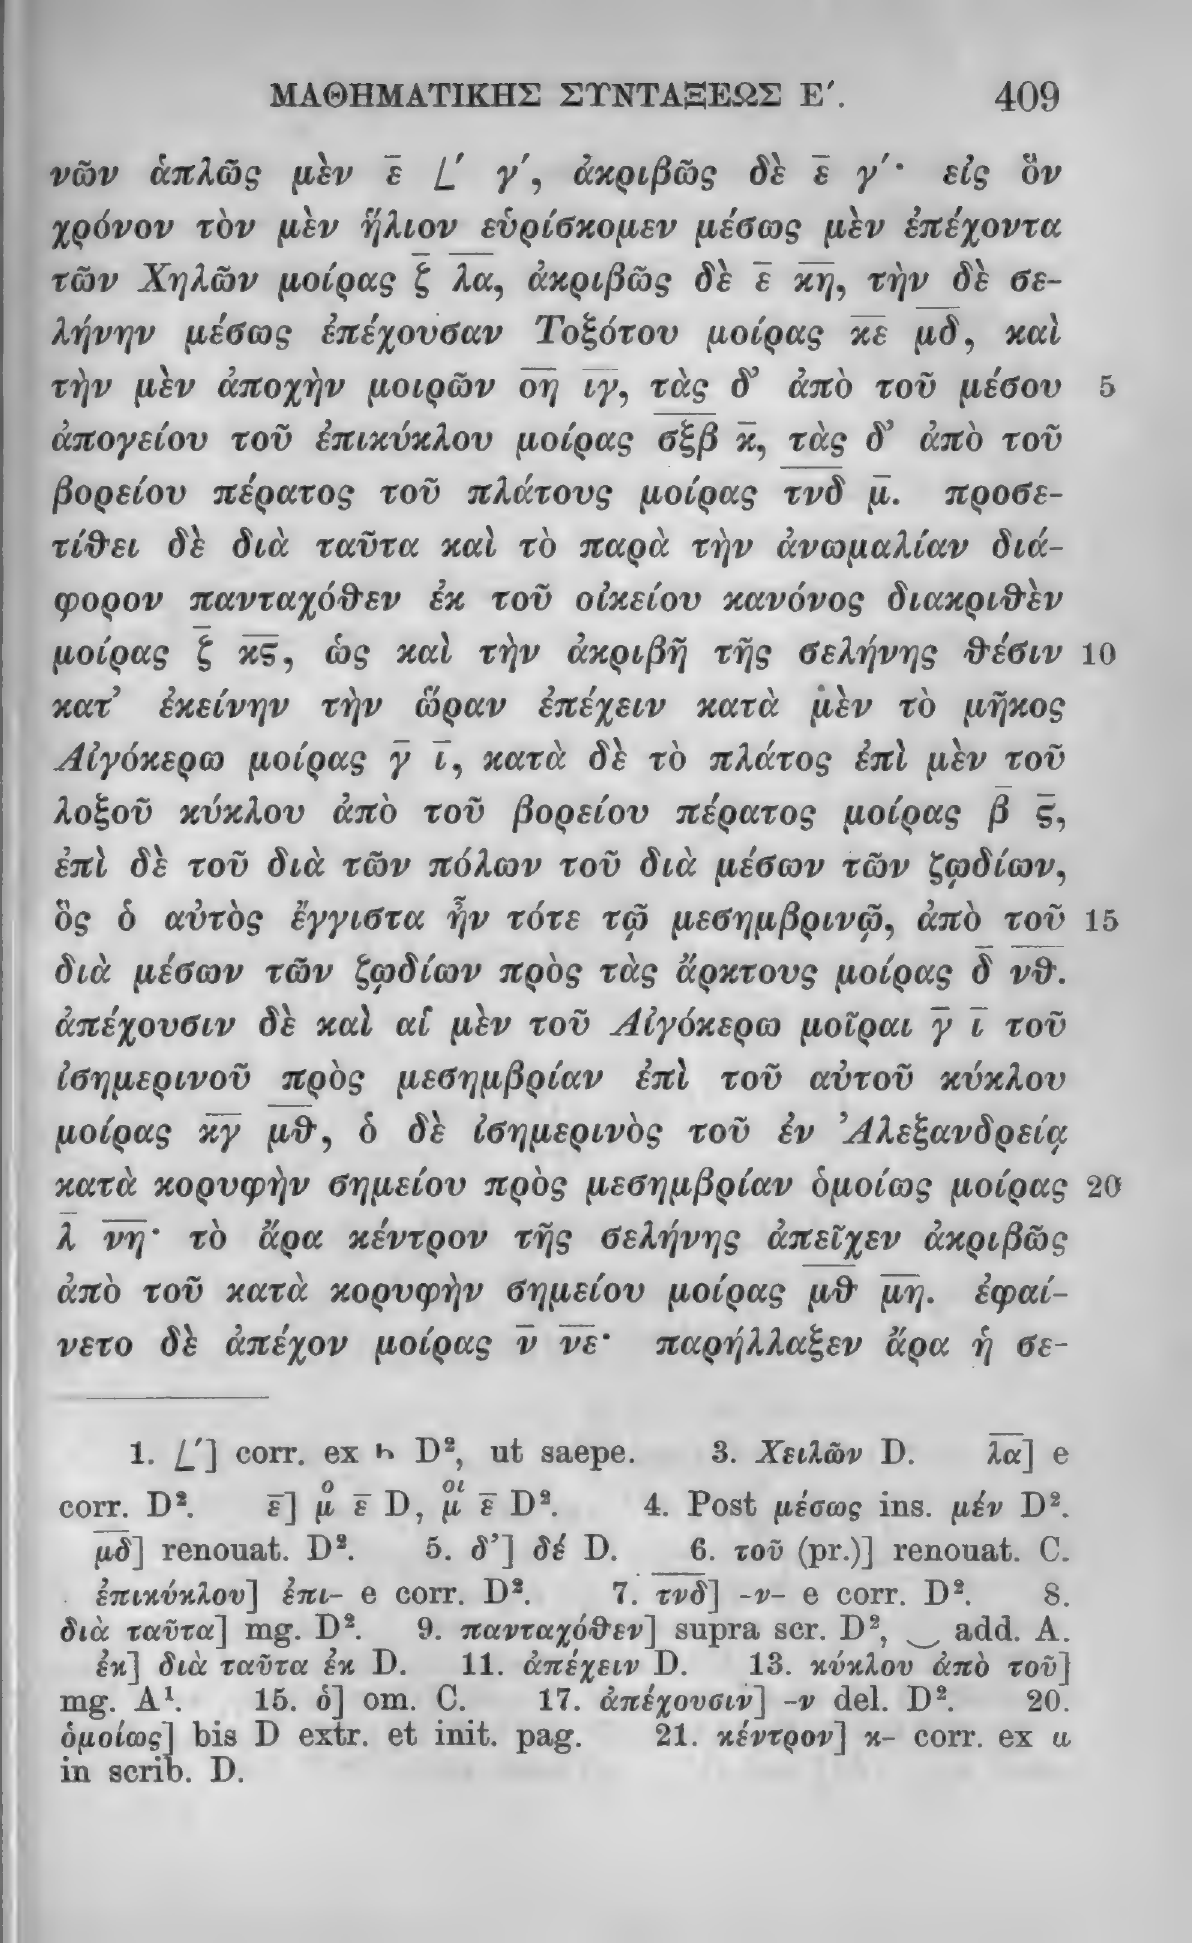 ΜΑΘΗΜΑΤΙΚΗΣ ΣΥΝΤΑΞΕΩΣ Ε′. 409
νῶν ἁπλῶς μὲν ε̄ 𐅵′ γ′, ἀκριβῶς δὲ ε̄ γ′· εἰς ὃν
χρόνον τὸν μὲν ἥλιον εὑρίσκομεν μέσως μὲν ἐπέχοντα
τῶν Χηλῶν μοίρας ζ̄ λ̄ᾱ, ἀκριβῶς δὲ ε̄ κ̄η̄, τὴν δὲ σε-
λήνην μέσως ἐπέχουσαν Τοξότου μοίρας κ̄ε̄ μ̄δ̄, καὶ
τὴν μὲν ἀποχὴν μοιρῶν ο̄η̄ ῑγ̄, τὰς δ’ ἀπὸ τοῦ μέσου 5
ἀπογείου τοῦ ἐπικύκλου μοίρας σ̄ξ̄β̄ κ̄, τὰς δ’ ἀπὸ τοῦ
βορείου πέρατος τοῦ πλάτους μοίρας τ̄ν̄δ̄ μ̄. προσε-
τίθει δὲ διὰ ταῦτα καὶ τὸ παρὰ τὴν ἀνωμαλίαν διά-
φορον πανταχόθεν ἐκ τοῦ οἰκείου κανόνος διακριθὲν
μοίρας ζ̄ κ̄ϛ̄, ὡς καὶ τὴν ἀκριβῆ τῆς σελήνης θέσιν 10
κατ’ ἐκείνην τὴν ὥραν ἐπέχειν κατὰ μὲν τὸ μῆκος
Αἰγόκερω μοίρας γ̄ ῑ, κατὰ δὲ τὸ πλάτος ἐπὶ μὲν τοῦ
λοξοῦ κύκλου ἀπὸ τοῦ βορείου πέρατος μοίρας β̄ ϛ̄,
ἐπὶ δὲ τοῦ διὰ τῶν πόλων τοῦ διὰ μέσων τῶν ζῳδίων,
ὃς ὁ αὐτὸς ἔγγιστα ἦν τότε τῷ μεσημβρινῷ, ἀπὸ τοῦ 15
διὰ μέσων τῶν ζῳδίων πρὸς τὰς ἄρκτους μοίρας δ̄ ν̄θ̄.
ἀπέχουσιν δὲ καὶ αἱ μὲν τοῦ Αἰγόκερω μοῖραι γ̄ ῑ τοῦ
ἰσημερινοῦ πρὸς μεσημβρίαν ἐπὶ τοῦ αὐτοῦ κύκλου
μοίρας κ̄γ̄ μ̄θ̄, ὁ δὲ ἰσημερινὸς τοῦ ἐν Ἀλεξανδρείᾳ
κατὰ κορυφὴν σημείου πρὸς μεσημβρίαν ὁμοίως μοίρας 20
λ̄ ν̄η̄· τὸ ἄρα κέντρον τῆς σελήνης ἀπεῖχεν ἀκριβῶς
ἀπὸ τοῦ κατὰ κορυφὴν σημείου μοίρας μ̄θ̄ μ̄η̄. ἐφαί-
νετο δὲ ἀπέχον μοίρας ν̄ ν̄ε̄· παρήλλαξεν ἄρα ἡ σε-
1. 𐅵′] corr. ex Ⱶ D², ut saepe. 3. Χειλῶν D. λ̄ᾱ] e
corr. D². ε̄] μ° ε̄ D, μ^οι ε̄ D². 4. Post μέσως ins. μέν D².
μ̄δ̄] renouat. D². 5. δ’] δέ D. 6. τοῦ (pr.)] renouat. C.
ἐπικύκλου] ἐπι- e corr. D². 7. τ̄ν̄δ̄] -ν- e corr. D². 8.
διὰ ταῦτα] mg. D². 9. πανταχόθεν] supra scr. D², ‿ add. A.
ἐκ] διὰ ταῦτα ἐκ D. 11. ἀπέχειν D. 13. κύκλου ἀπὸ τοῦ]
mg. A¹. 15. ὁ] om. C. 17. ἀπέχουσιν] -ν del. D². 20.
ὁμοίως] bis D extr. et init. pag. 21. κέντρον] κ- corr. ex u
in scrib. D.